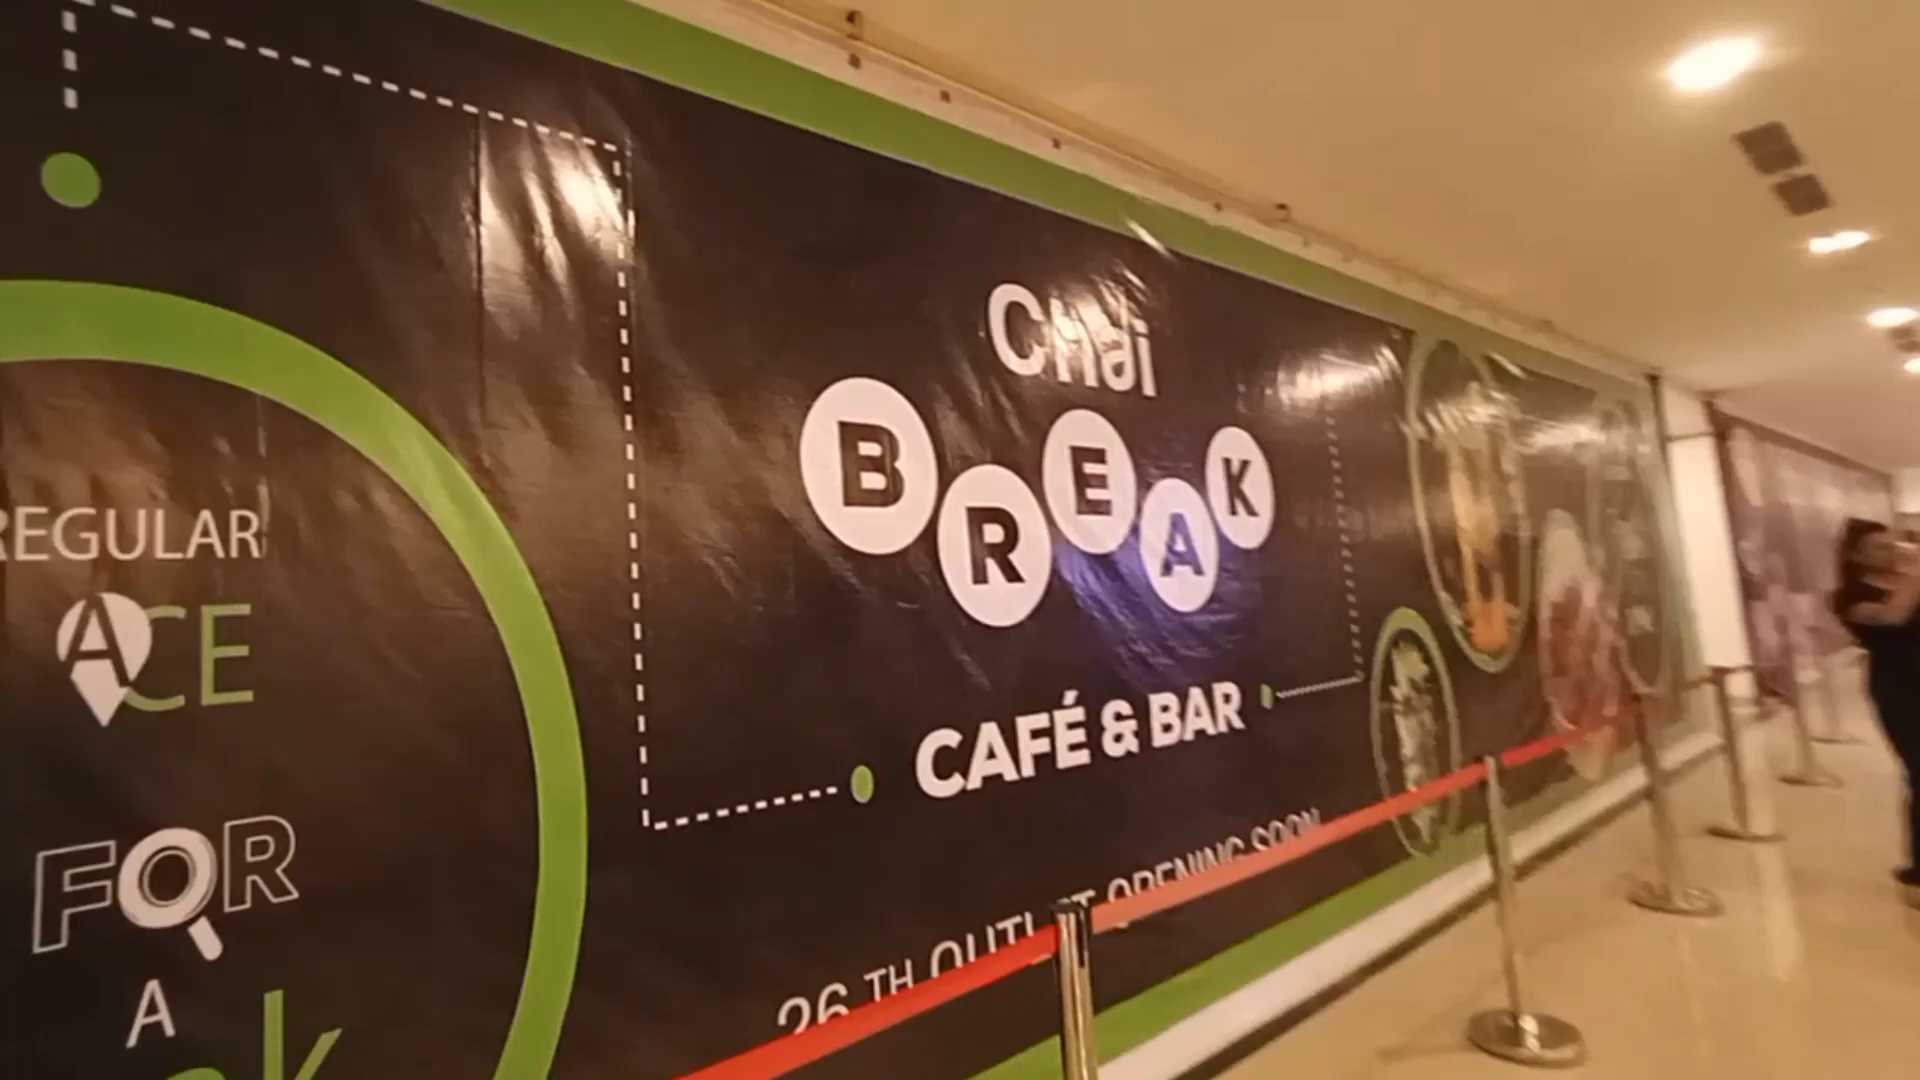 REGULAR
ACE
FOR
A
Chai
BREAK
CAFÉ & BAR
26 TH OUTLET OPENING SOON